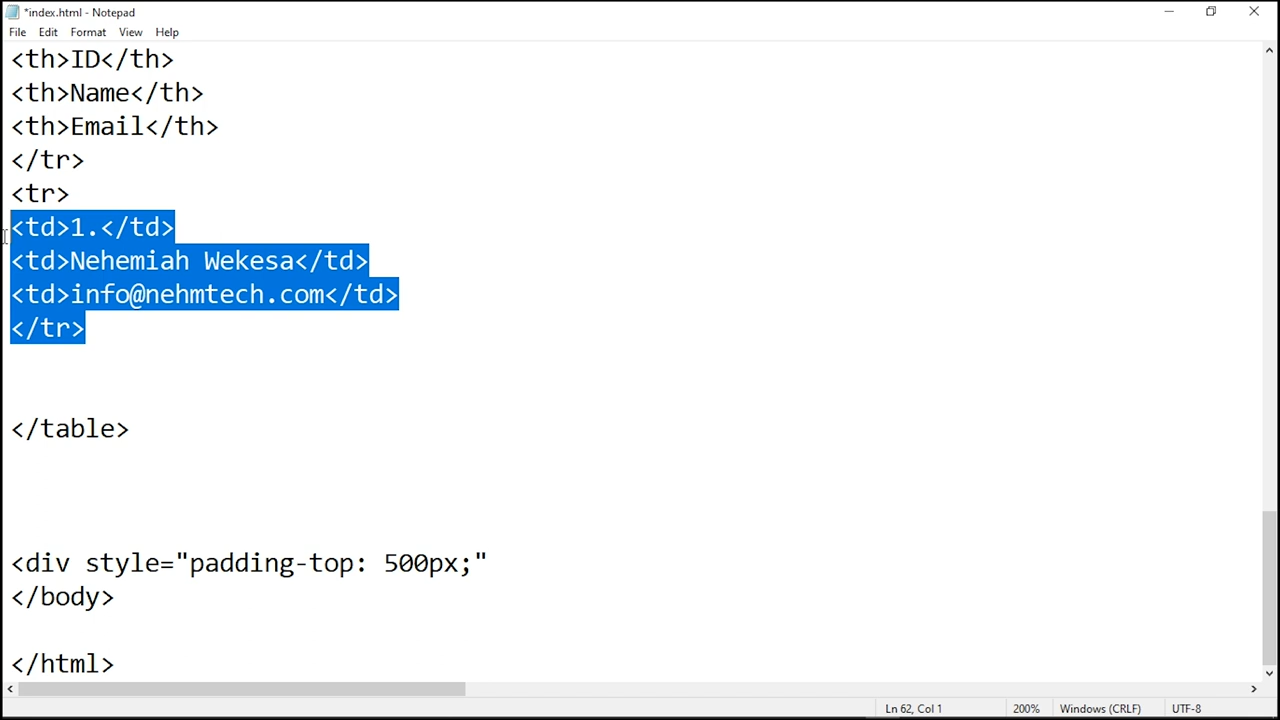 *index.html - Notepad
File Edit Format View Help
<th>ID</th>
<th>Name</th>
<th>Email</th>
</tr>
<tr>
<td>1.</td>
<td>Nehemiah Wekesa</td>
<td>info@nehmtech.com</td>
</tr>
</table>
<div style="padding-top: 500px;"
</body>
</html>
Ln 62, Col 1 200% Windows (CRLF) UTF-8